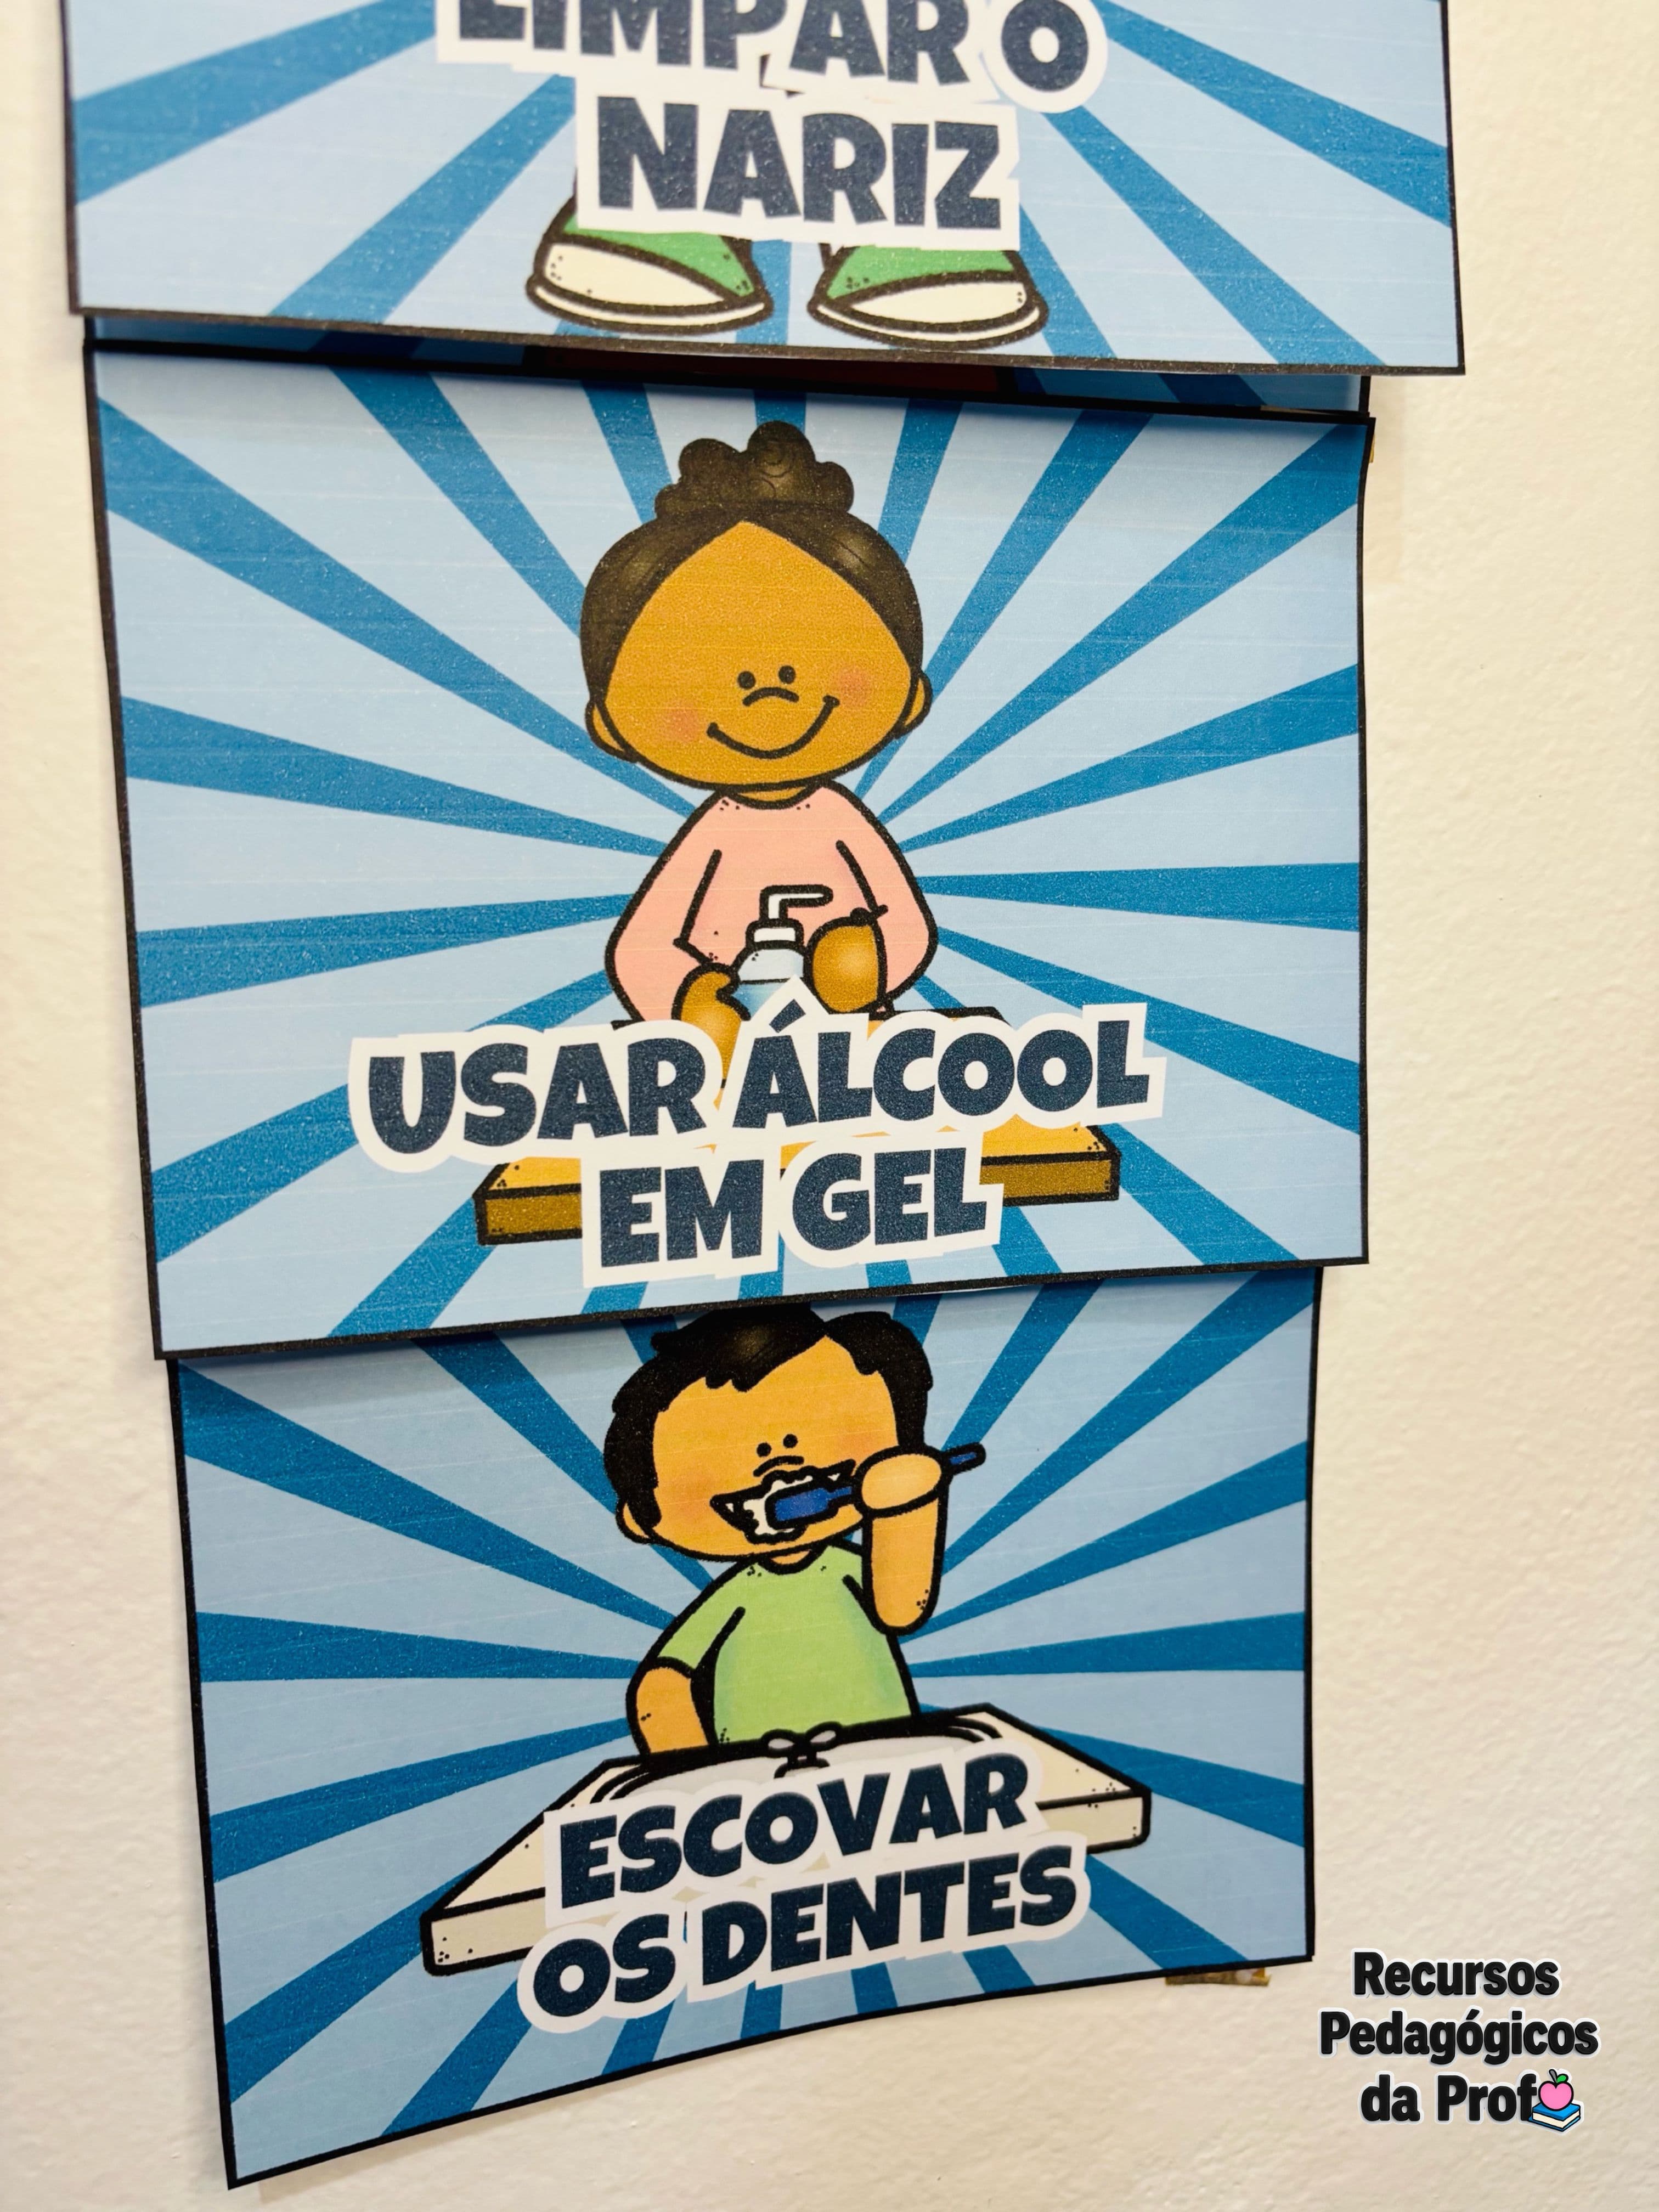 LIMPAR O
NARIZ
USAR ÁLCOOL
EM GEL
ESCOVAR
OS DENTES
Recursos
Pedagógicos
da Prof